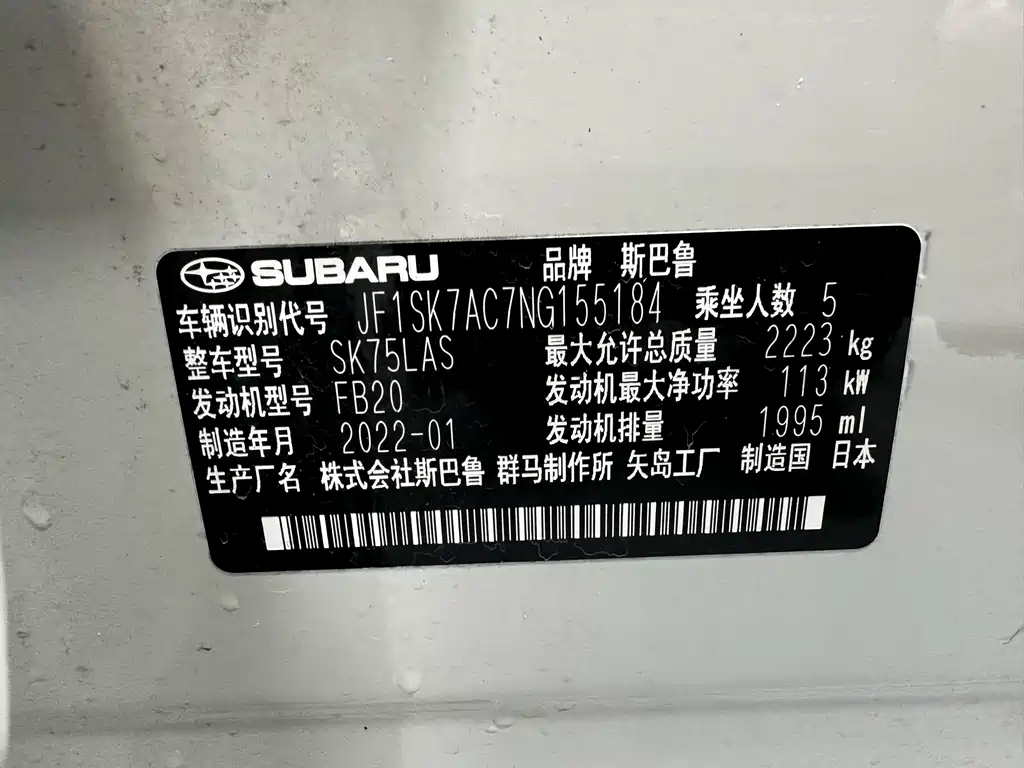 SUBARU 品牌 斯巴鲁
车辆识别代号 JF1SK7AC7NG155184 乘坐人数 5
整车型号 SK75LAS 最大允许总质量 2223 kg
发动机型号 FB20 发动机最大净功率 113 kW
制造年月 2022-01 发动机排量 1995 ml
生产厂名 株式会社斯巴鲁 群马制作所 矢岛工厂 制造国 日本